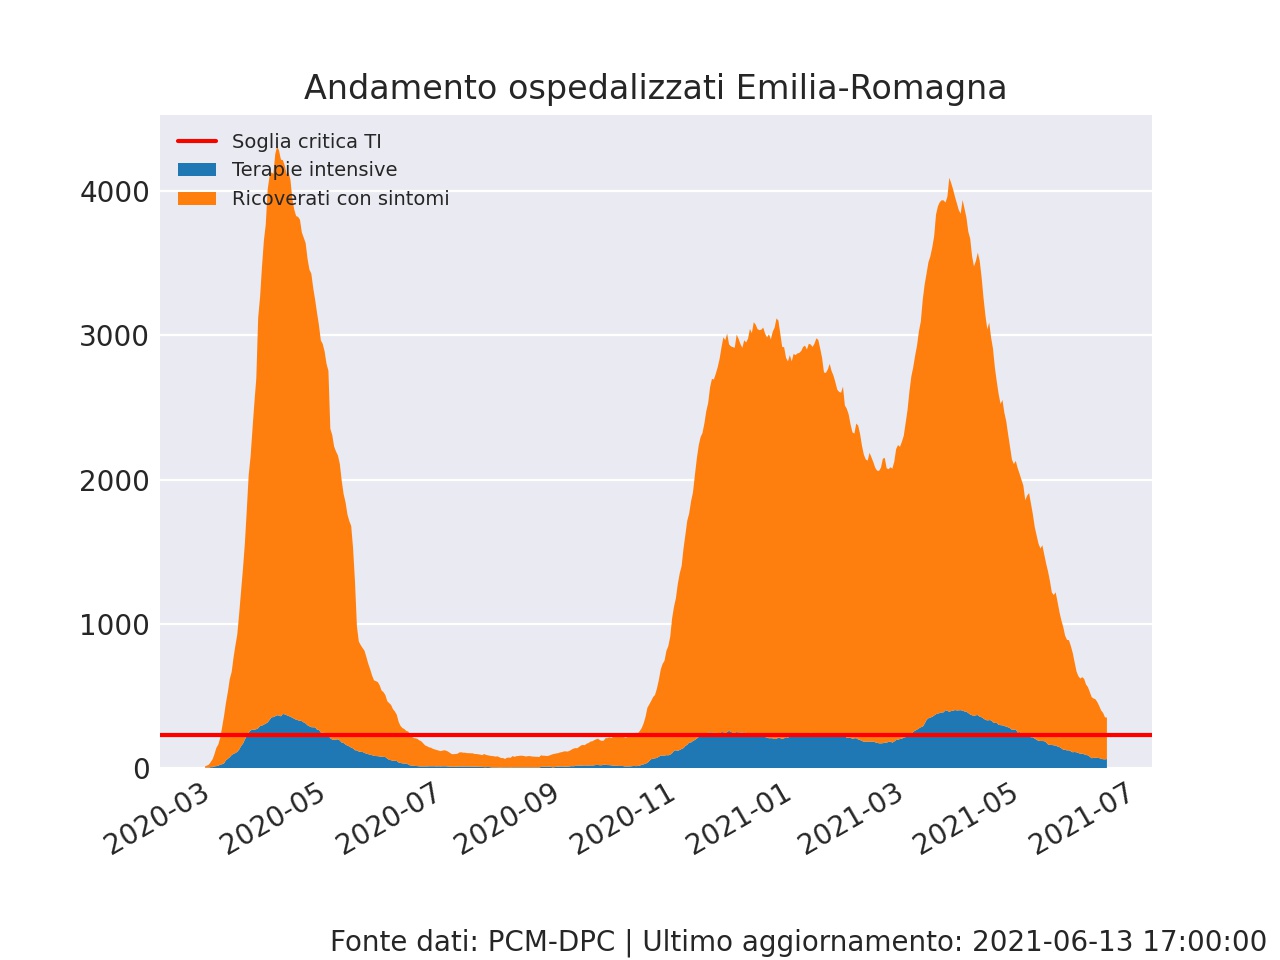 Andamento ospedalizzati Emilia-Romagna
Soglia critica TI
Terapie intensive
Ricoverati con sintomi
4000
3000
2000
1000
0
2020-03
2020-05
2020-07
2020-09
2020-11
2021-01
2021-03
2021-05
2021-07
Fonte dati: PCM-DPC | Ultimo aggiornamento: 2021-06-13 17:00:00